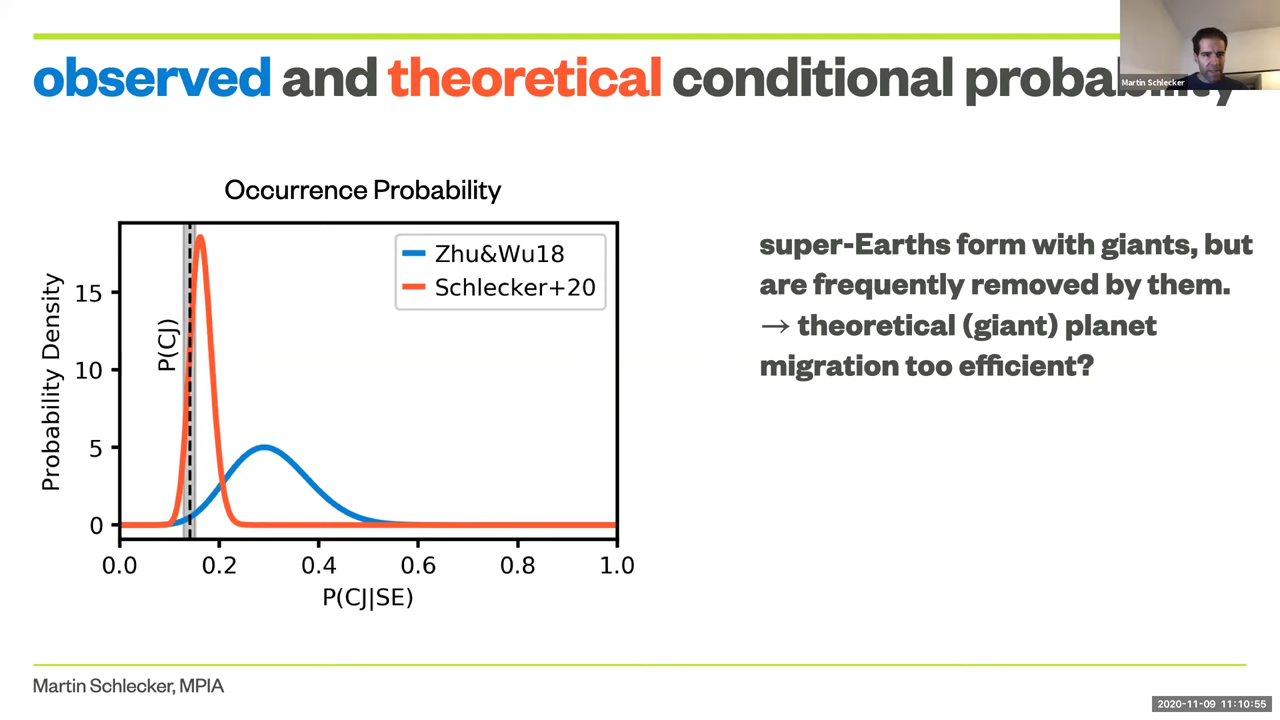 observed and theoretical conditional probability
Martin Schlecker
Occurrence Probability
Probability Density
15
10
5
0
P(CJ)
Zhu&Wu18
Schlecker+20
0.0 0.2 0.4 0.6 0.8 1.0
P(CJ|SE)
super-Earths form with giants, but
are frequently removed by them.
→ theoretical (giant) planet
migration too efficient?
Martin Schlecker, MPIA
2020-11-09 11:10:55